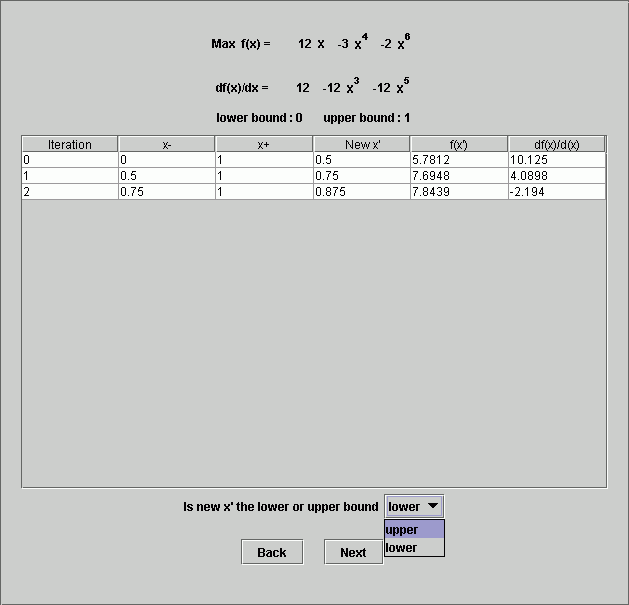 Max f(x) = 12 x -3 x^4 -2 x^6
df(x)/dx = 12 -12 x^3 -12 x^5
lower bound : 0 upper bound : 1
Iteration x- x+ New x' f(x') df(x)/d(x)
0 0 1 0.5 5.7812 10.125
1 0.5 1 0.75 7.6948 4.0898
2 0.75 1 0.875 7.8439 -2.194
Is new x' the lower or upper bound lower
upper
lower
Back Next